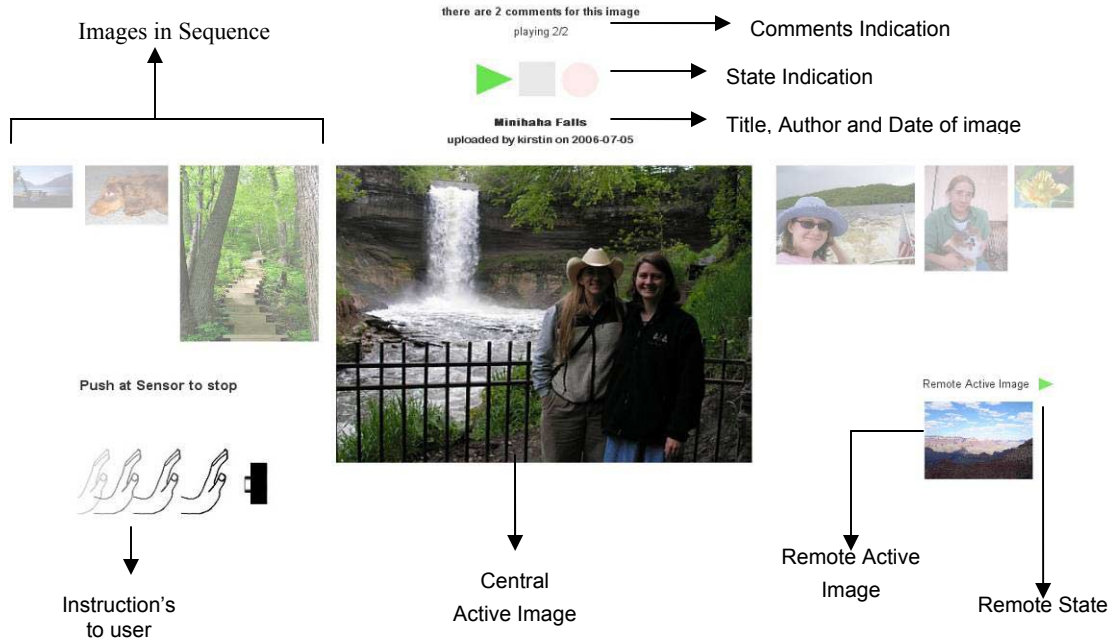 there are 2 comments for this image
playing 2/2
Images in Sequence
Comments Indication
State Indication
Minihaha Falls
uploaded by kirstin on 2006-07-05
Title, Author and Date of image
Push at Sensor to stop
Remote Active Image
Instruction's
to user
Central
Active Image
Remote Active
Image
Remote State